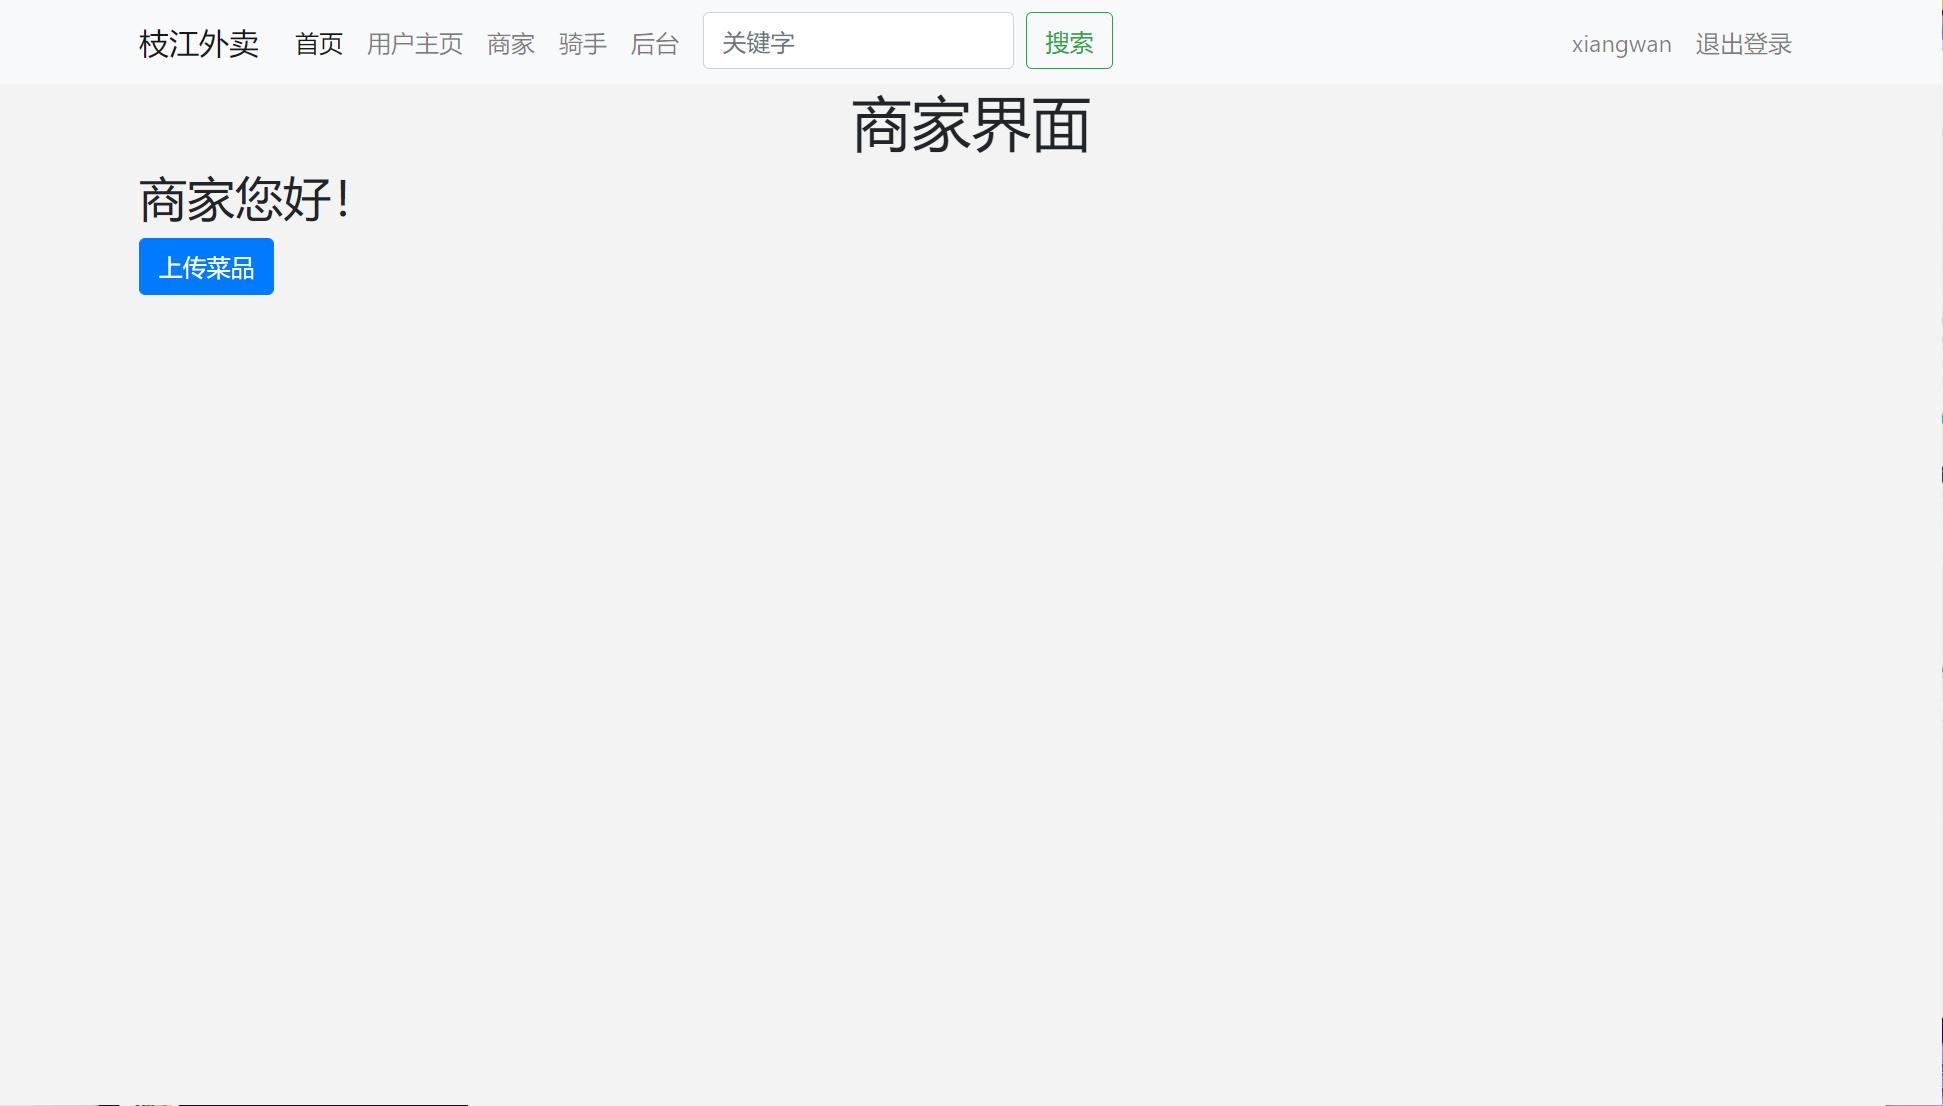 枝江外卖 首页 用户主页 商家 骑手 后台 关键字 搜索 xiangwan 退出登录
商家界面
商家您好！
上传菜品